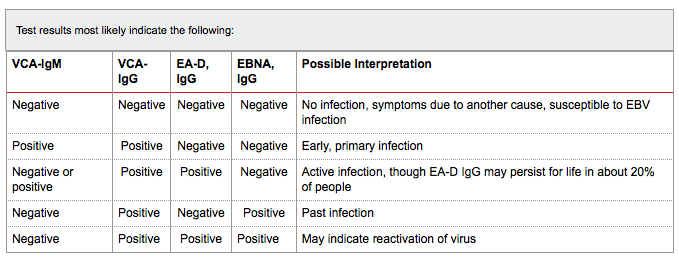 Test results most likely indicate the following:
VCA-IgM VCA- EA-D, EBNA, Possible Interpretation
IgG IgG IgG
Negative Negative Negative Negative No infection, symptoms due to another cause, susceptible to EBV
infection
Positive Positive Negative Negative Early, primary infection
Negative or Positive Positive Negative Active infection, though EA-D IgG may persist for life in about 20%
positive of people
Negative Positive Negative Positive Past infection
Negative Positive Positive Positive May indicate reactivation of virus